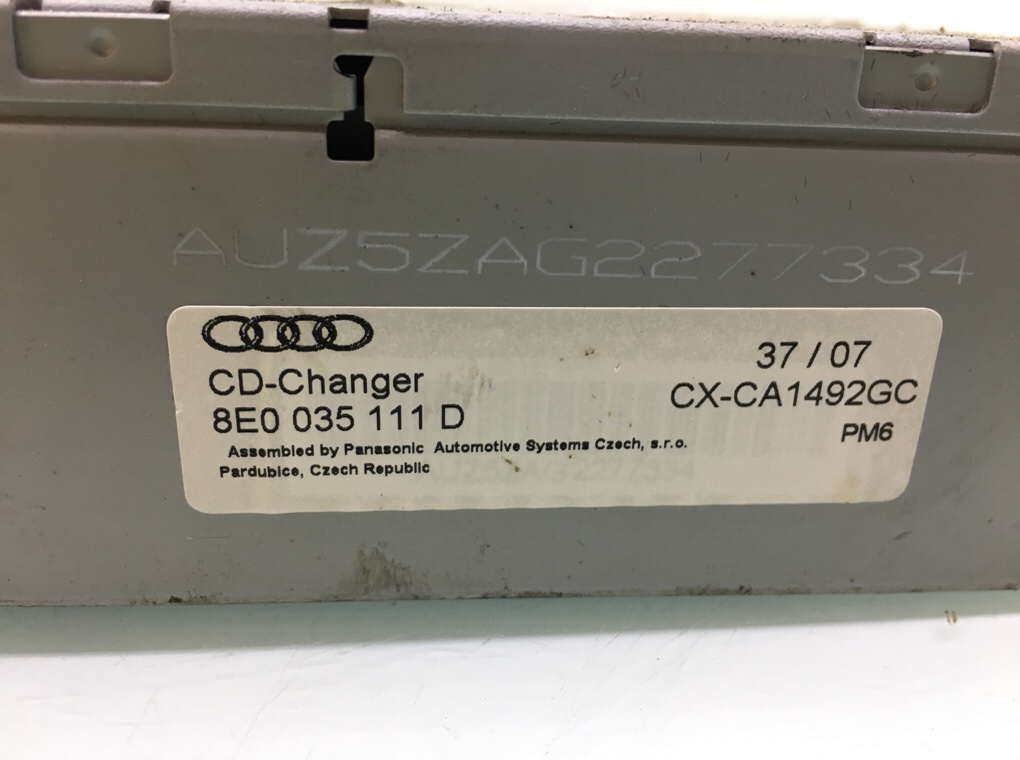 AUZ5ZAG2277334
CD-Changer
8E0 035 111 D
Assembled by Panasonic Automotive Systems Czech, s.r.o.
Pardubice, Czech Republic
37 / 07
CX-CA1492GC
PM6
AUZ5ZAG2277334